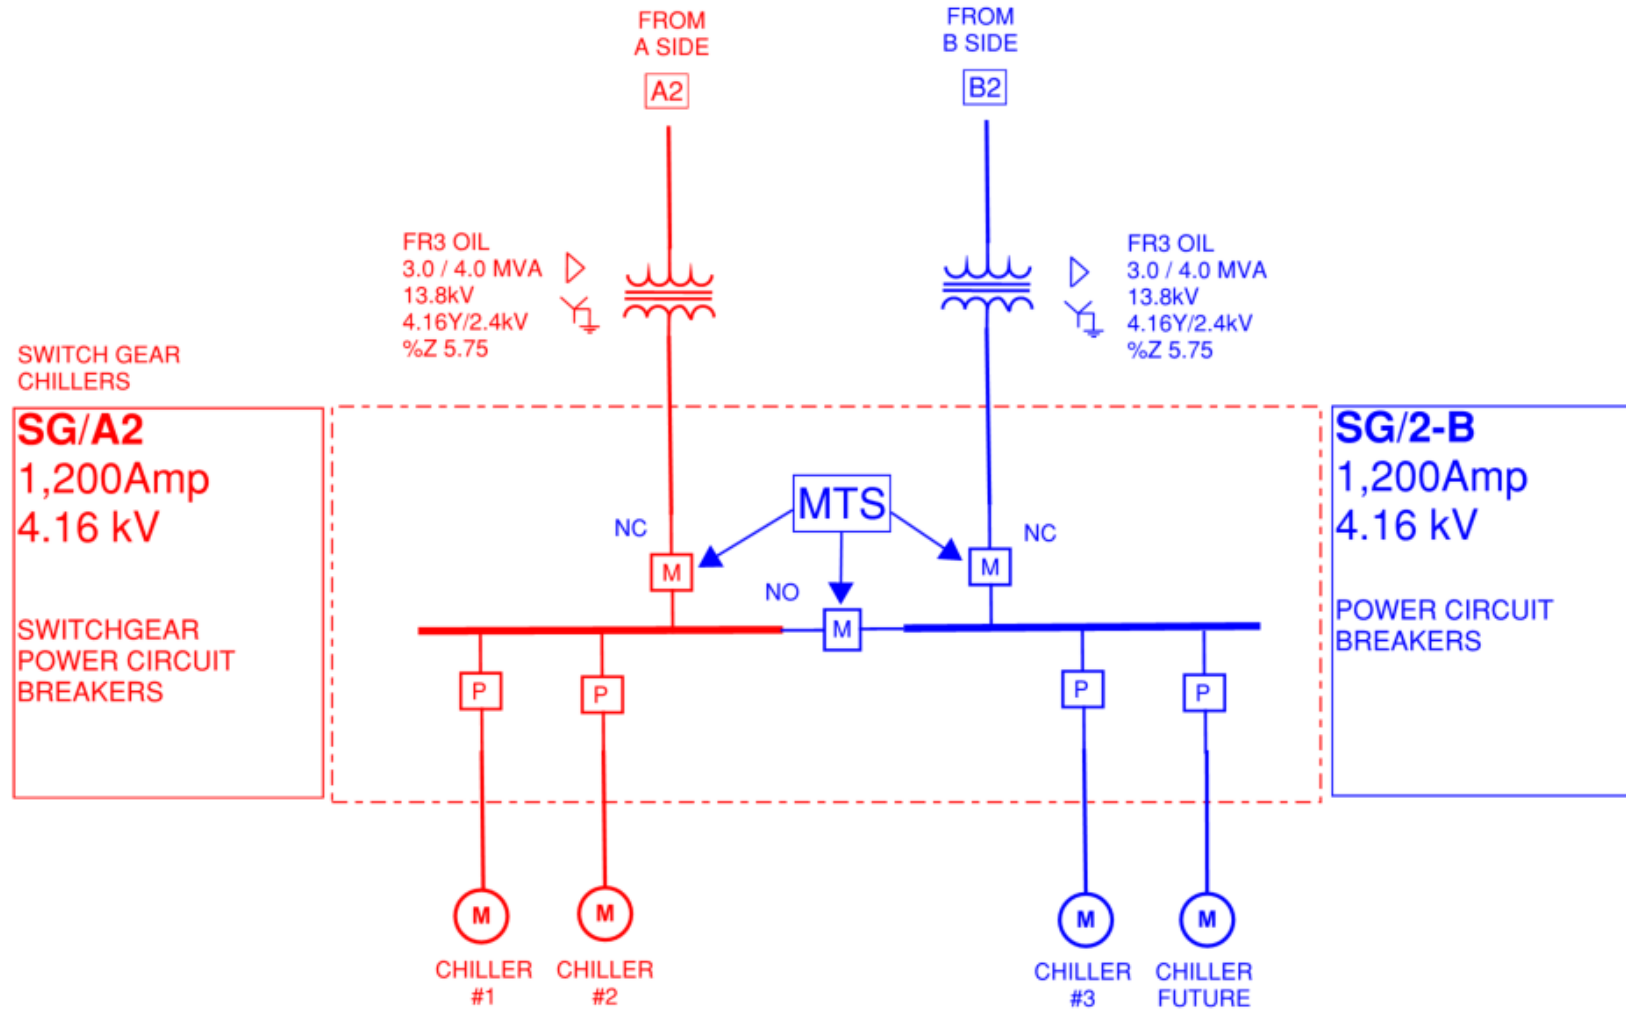 FROM
A SIDE
A2
FROM
B SIDE
B2
FR3 OIL
3.0 / 4.0 MVA
13.8kV
4.16Y/2.4kV
%Z 5.75
FR3 OIL
3.0 / 4.0 MVA
13.8kV
4.16Y/2.4kV
%Z 5.75
SWITCH GEAR
CHILLERS
SG/A2
1,200Amp
4.16 kV
SWITCHGEAR
POWER CIRCUIT
BREAKERS
MTS
NC
M
NO
M
NC
M
SG/2-B
1,200Amp
4.16 kV
POWER CIRCUIT
BREAKERS
P
P
P
P
M
M
M
M
CHILLER
#1
CHILLER
#2
CHILLER
#3
CHILLER
FUTURE